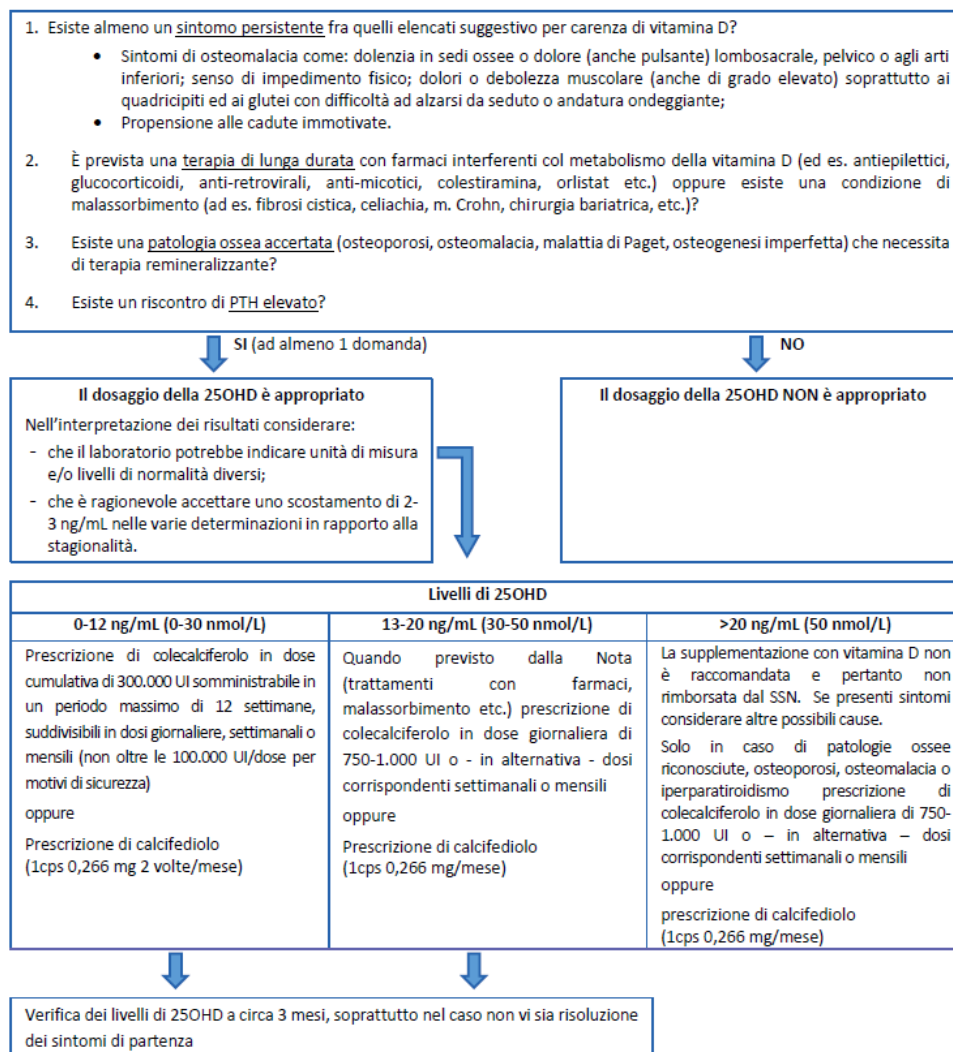 1. Esiste almeno un sintomo persistente fra quelli elencati suggestivo per carenza di vitamina D?
• Sintomi di osteomalacia come: dolenzia in sedi ossee o dolore (anche pulsante) lombosacrale, pelvico o agli arti
inferiori; senso di impedimento fisico; dolori o debolezza muscolare (anche di grado elevato) soprattutto ai
quadricipiti ed ai glutei con difficoltà ad alzarsi da seduto o andatura ondeggiante;
• Propensione alle cadute immotivate.
2. È prevista una terapia di lunga durata con farmaci interferenti col metabolismo della vitamina D (ed es. antiepilettici,
glucocorticoidi, anti-retrovirali, anti-micotici, colestiramina, orlistat etc.) oppure esiste una condizione di
malassorbimento (ad es. fibrosi cistica, celiachia, m. Crohn, chirurgia bariatrica, etc.)?
3. Esiste una patologia ossea accertata (osteoporosi, osteomalacia, malattia di Paget, osteogenesi imperfetta) che necessita
di terapia remineralizzante?
4. Esiste un riscontro di PTH elevato?
SI (ad almeno 1 domanda)
NO
Il dosaggio della 25OHD è appropriato
Nell'interpretazione dei risultati considerare:
- che il laboratorio potrebbe indicare unità di misura
e/o livelli di normalità diversi;
- che è ragionevole accettare uno scostamento di 2-
3 ng/mL nelle varie determinazioni in rapporto alla
stagionalità.
Il dosaggio della 25OHD NON è appropriato
Livelli di 25OHD
0-12 ng/mL (0-30 nmol/L)
Prescrizione di colecalciferolo in dose
cumulativa di 300.000 UI somministrabile in
un periodo massimo di 12 settimane,
suddivisibili in dosi giornaliere, settimanali o
mensili (non oltre le 100.000 UI/dose per
motivi di sicurezza)
oppure
Prescrizione di calcifediolo
(1cps 0,266 mg 2 volte/mese)
13-20 ng/mL (30-50 nmol/L)
Quando previsto dalla Nota
(trattamenti con farmaci,
malassorbimento etc.) prescrizione di
colecalciferolo in dose giornaliera di
750-1.000 UI o - in alternativa - dosi
corrispondenti settimanali o mensili
oppure
Prescrizione di calcifediolo
(1cps 0,266 mg/mese)
>20 ng/mL (50 nmol/L)
La supplementazione con vitamina D non
è raccomandata e pertanto non
rimborsata dal SSN. Se presenti sintomi
considerare altre possibili cause.
Solo in caso di patologie ossee
riconosciute, osteoporosi, osteomalacia o
iperparatiroidismo prescrizione di
colecalciferolo in dose giornaliera di 750-
1.000 UI o – in alternativa – dosi
corrispondenti settimanali o mensili
oppure
prescrizione di calcifediolo
(1cps 0,266 mg/mese)
Verifica dei livelli di 25OHD a circa 3 mesi, soprattutto nel caso non vi sia risoluzione
dei sintomi di partenza